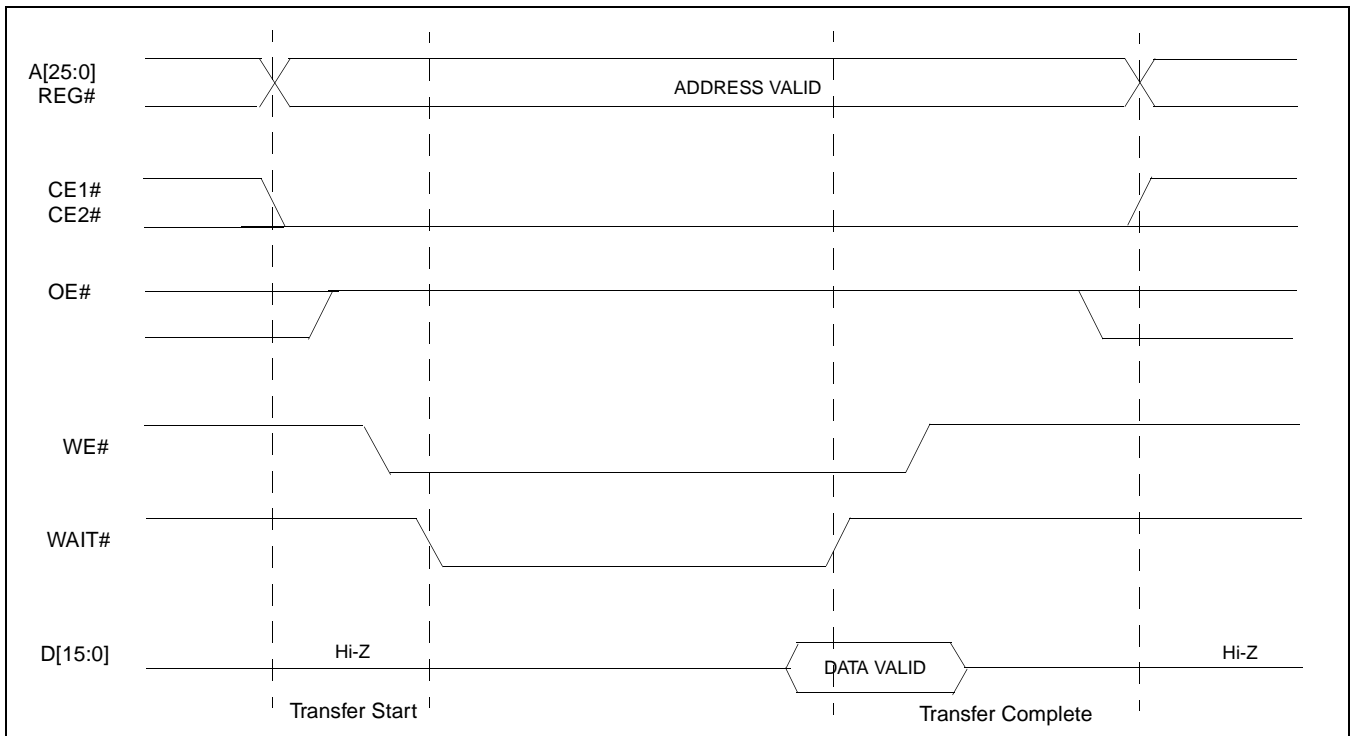 A[25:0]
REG#
ADDRESS VALID
CE1#
CE2#
OE#
WE#
WAIT#
D[15:0]
Hi-Z
DATA VALID
Hi-Z
Transfer Start
Transfer Complete